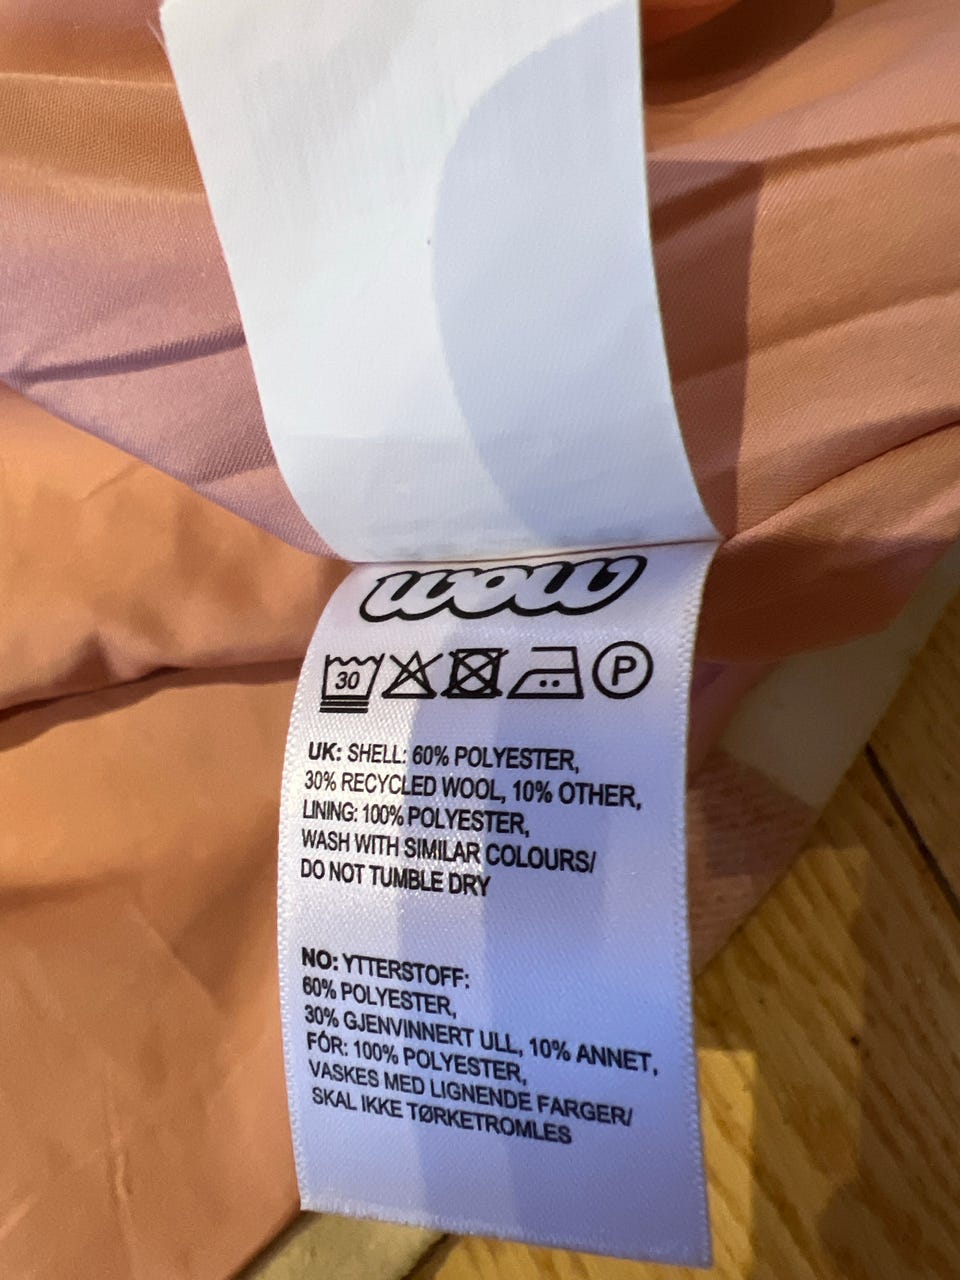 wow
30 P
UK: SHELL: 60% POLYESTER,
30% RECYCLED WOOL, 10% OTHER,
LINING: 100% POLYESTER,
WASH WITH SIMILAR COLOURS/
DO NOT TUMBLE DRY
NO: YTTERSTOFF:
60% POLYESTER,
30% GJENVINNERT ULL, 10% ANNET,
FÓR: 100% POLYESTER,
VASKES MED LIGNENDE FARGER/
SKAL IKKE TØRKETROMLES